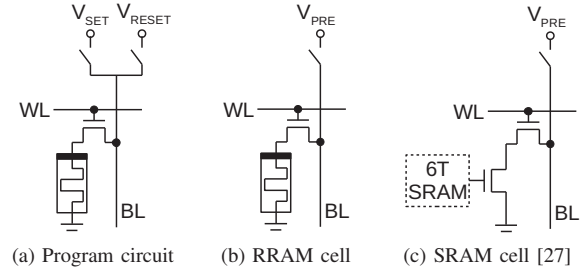 V_SET V_RESET
WL
BL
(a) Program circuit
V_PRE
WL
BL
(b) RRAM cell
V_PRE
WL
6T
SRAM
BL
(c) SRAM cell [27]